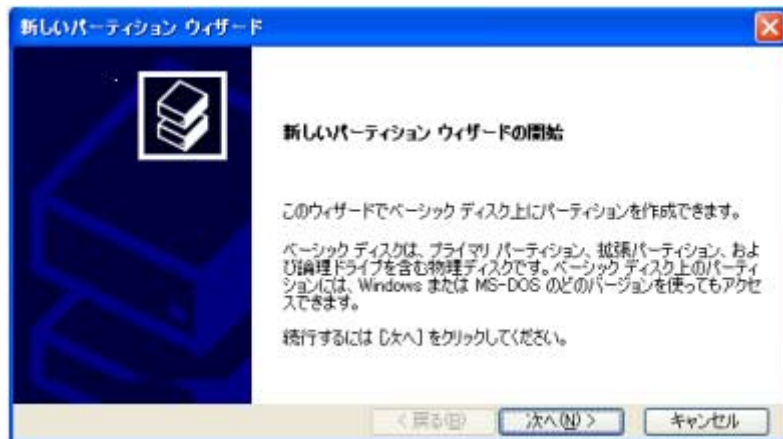 新しいパーティション ウィザード
新しいパーティション ウィザードの開始
このウィザードでベーシック ディスク上にパーティションを作成できます。
ベーシック ディスクは、プライマリ パーティション、拡張パーティション、およ
び論理ドライブを含む物理ディスクです。ベーシック ディスク上のパーティ
ションには、Windows または MS-DOS のどのバージョンを使ってもアクセ
スできます。
続行するには [次へ] をクリックしてください。
< 戻る(B)
次へ(N) >
キャンセル